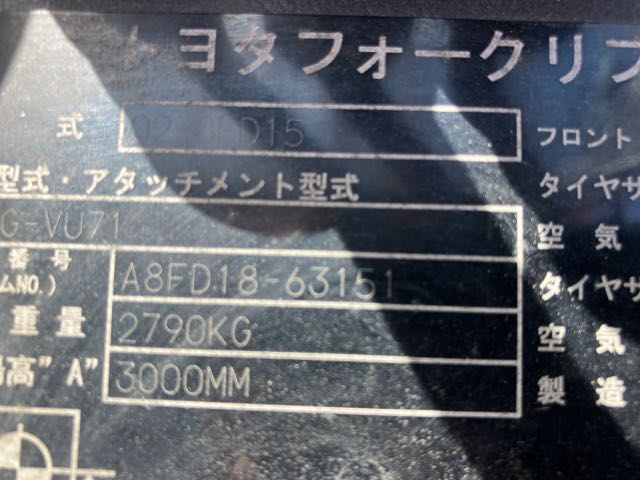 トヨタフォークリフ
式 02-8FD15 フロント
型式・アタッチメント型式 タイヤサ
G-VU71 空気
番号 A8FD18-63151
ムNO.) タイヤサ
重量 2790KG 空気
高"A" 3000MM 製造